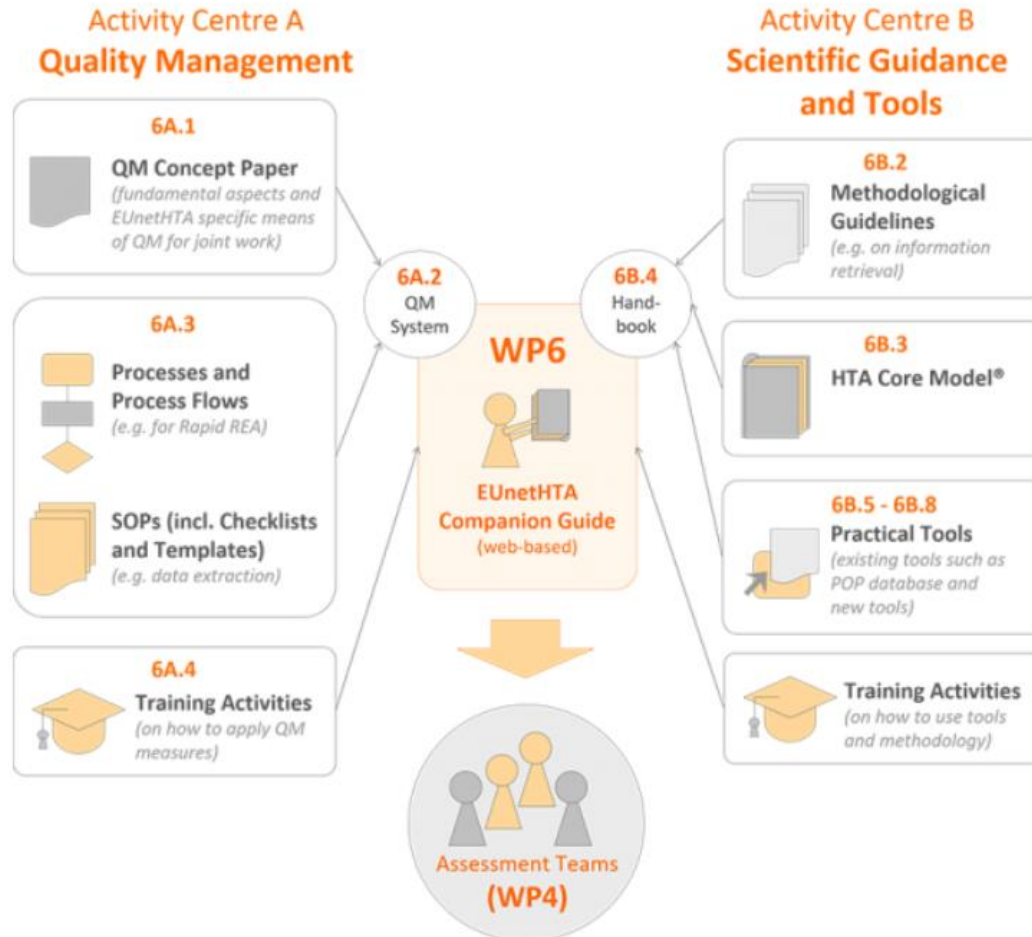 Activity Centre A
Quality Management
6A.1
QM Concept Paper
(fundamental aspects and
EUnetHTA specific means
of QM for joint work)
6A.3
Processes and
Process Flows
(e.g. for Rapid REA)
SOPs (incl. Checklists
and Templates)
(e.g. data extraction)
6A.4
Training Activities
(on how to apply QM
measures)
6A.2
QM
System
6B.4
Hand-
book
WP6
EUnetHTA
Companion Guide
(web-based)
Assessment Teams
(WP4)
Activity Centre B
Scientific Guidance
and Tools
6B.2
Methodological
Guidelines
(e.g. on information
retrieval)
6B.3
HTA Core Model®
6B.5 - 6B.8
Practical Tools
(existing tools such as
POP database and
new tools)
Training Activities
(on how to use tools
and methodology)